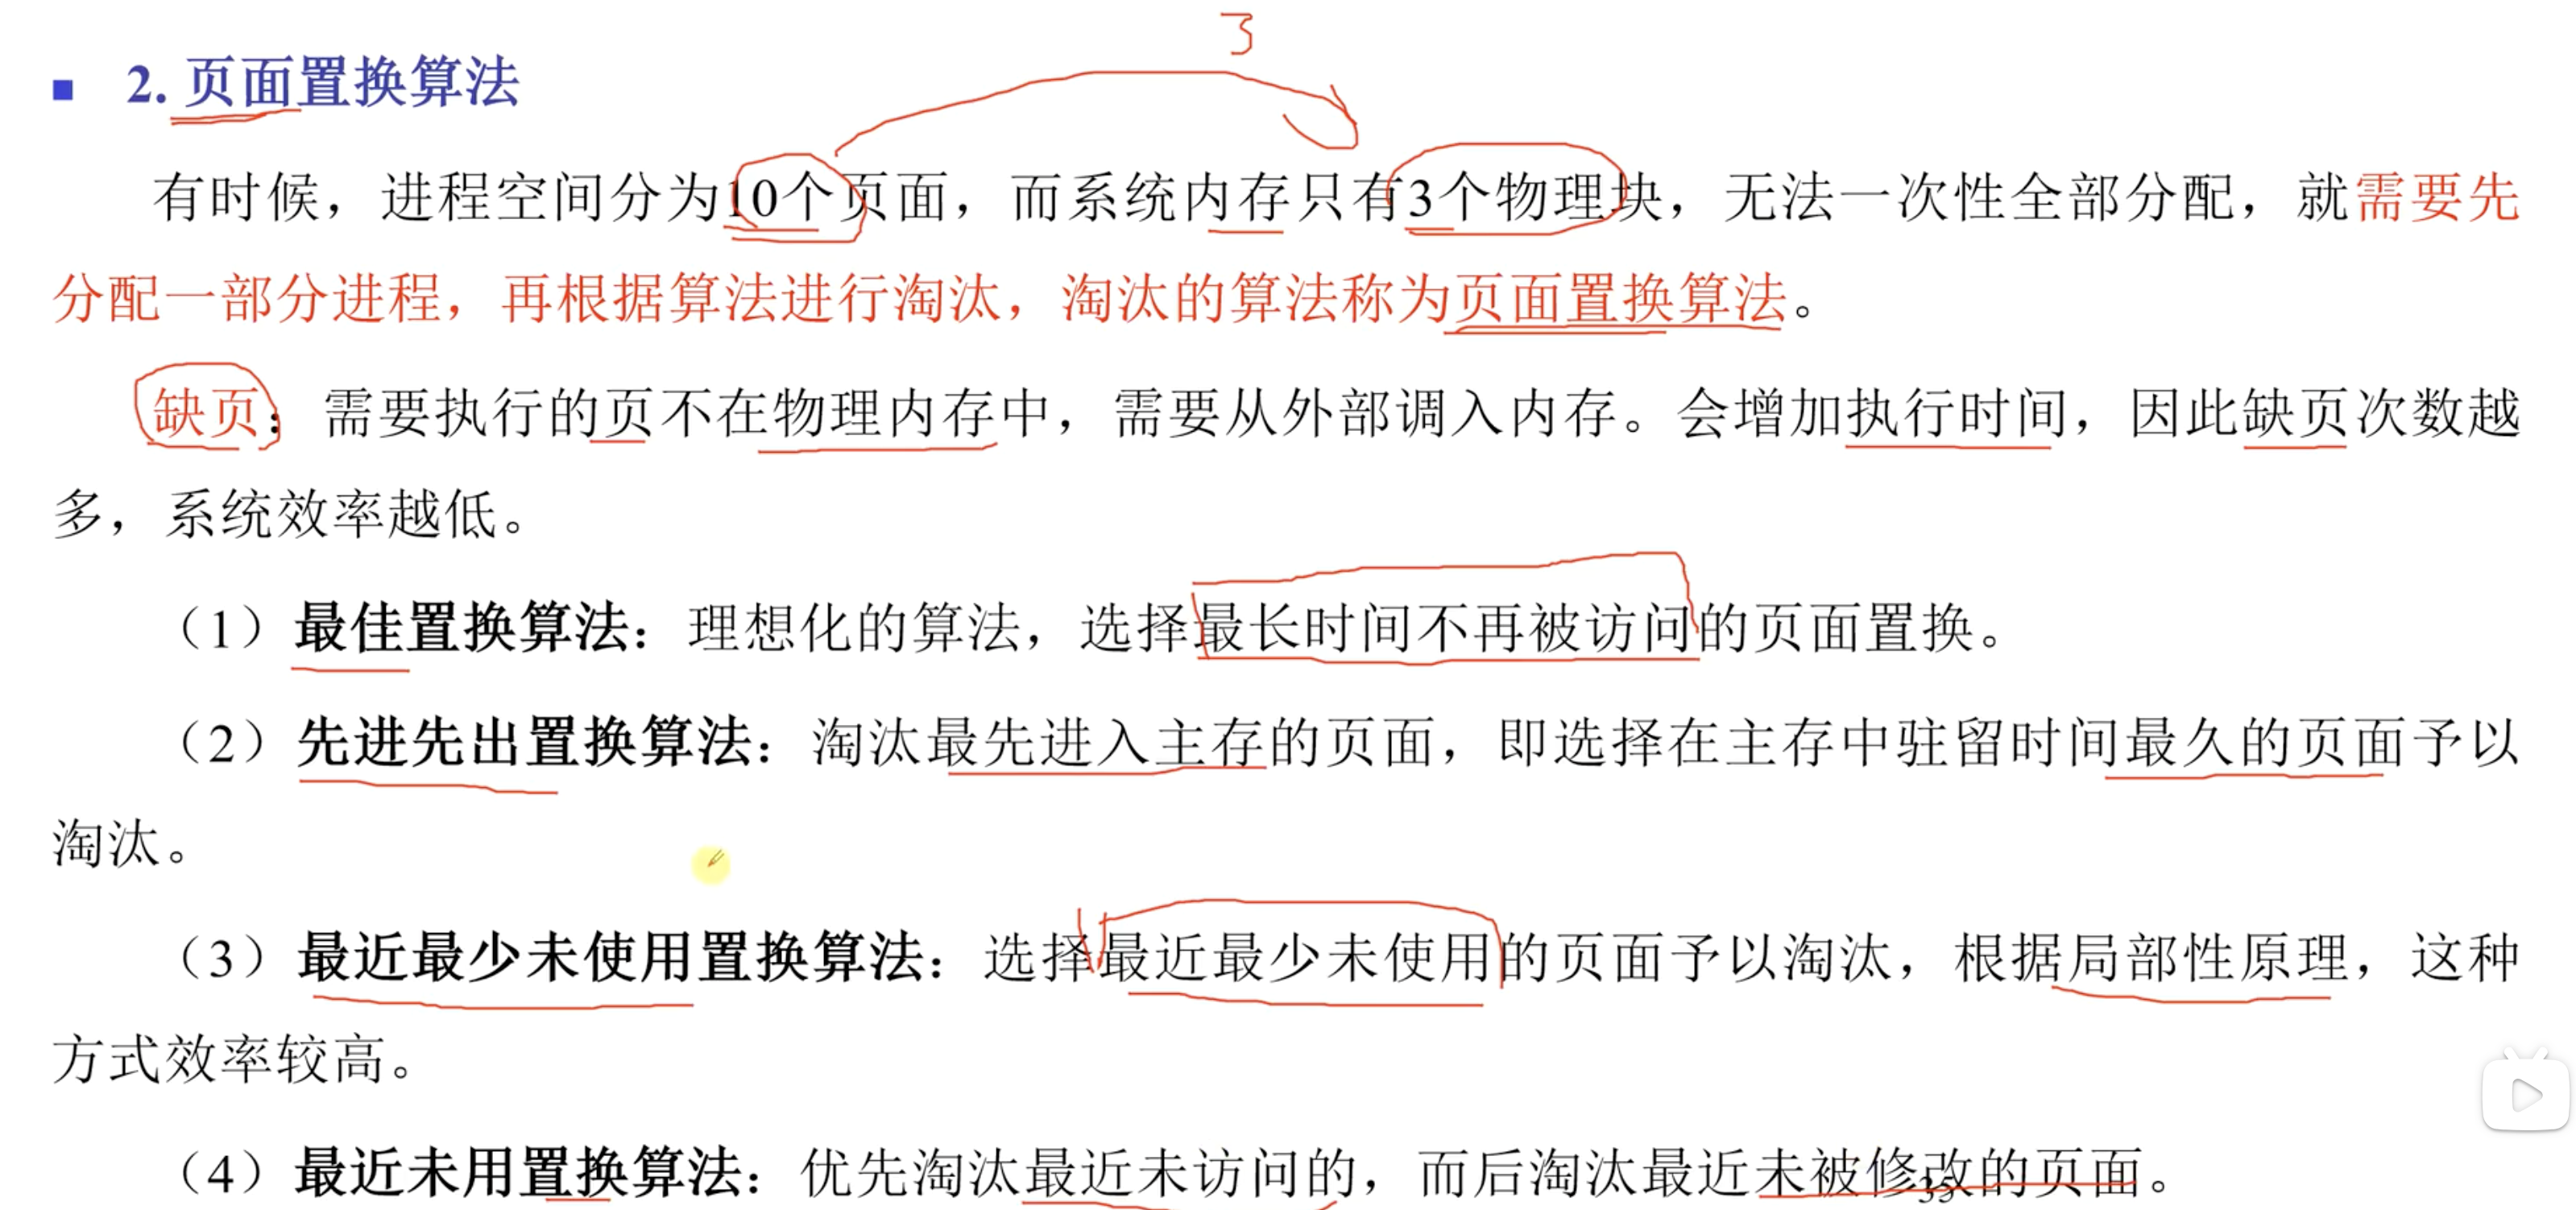 3
2. 页面置换算法
有时候，进程空间分为10个页面，而系统内存只有3个物理块，无法一次性全部分配，就需要先
分配一部分进程，再根据算法进行淘汰，淘汰的算法称为页面置换算法。
缺页：需要执行的页不在物理内存中，需要从外部调入内存。会增加执行时间，因此缺页次数越
多，系统效率越低。
（1）最佳置换算法：理想化的算法，选择最长时间不再被访问的页面置换。
（2）先进先出置换算法：淘汰最先进入主存的页面，即选择在主存中驻留时间最久的页面予以
淘汰。
（3）最近最少未使用置换算法：选择最近最少未使用的页面予以淘汰，根据局部性原理，这种
方式效率较高。
（4）最近未用置换算法：优先淘汰最近未访问的，而后淘汰最近未被修改的页面。
35